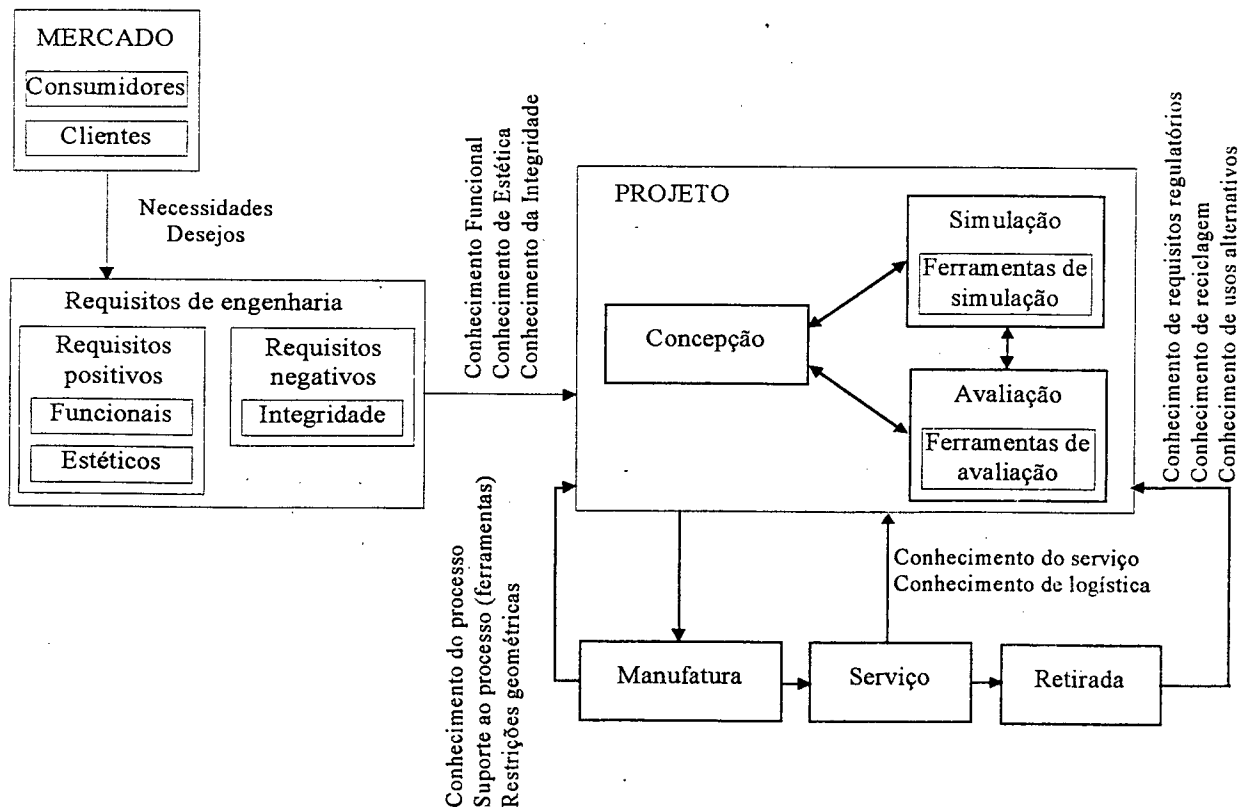 MERCADO
Consumidores
Clientes
Necessidades
Desejos
Requisitos de engenharia
Requisitos
positivos
Funcionais
Estéticos
Requisitos
negativos
Integridade
Conhecimento Funcional
Conhecimento de Estética
Conhecimento da Integridade
PROJETO
Concepção
Simulação
Ferramentas de
simulação
Avaliação
Ferramentas de
avaliação
Conhecimento de requisitos regulatórios
Conhecimento de reciclagem
Conhecimento de usos alternativos
Conhecimento do processo
Suporte ao processo (ferramentas)
Restrições geométricas
Conhecimento do serviço
Conhecimento de logística
Manufatura
Serviço
Retirada